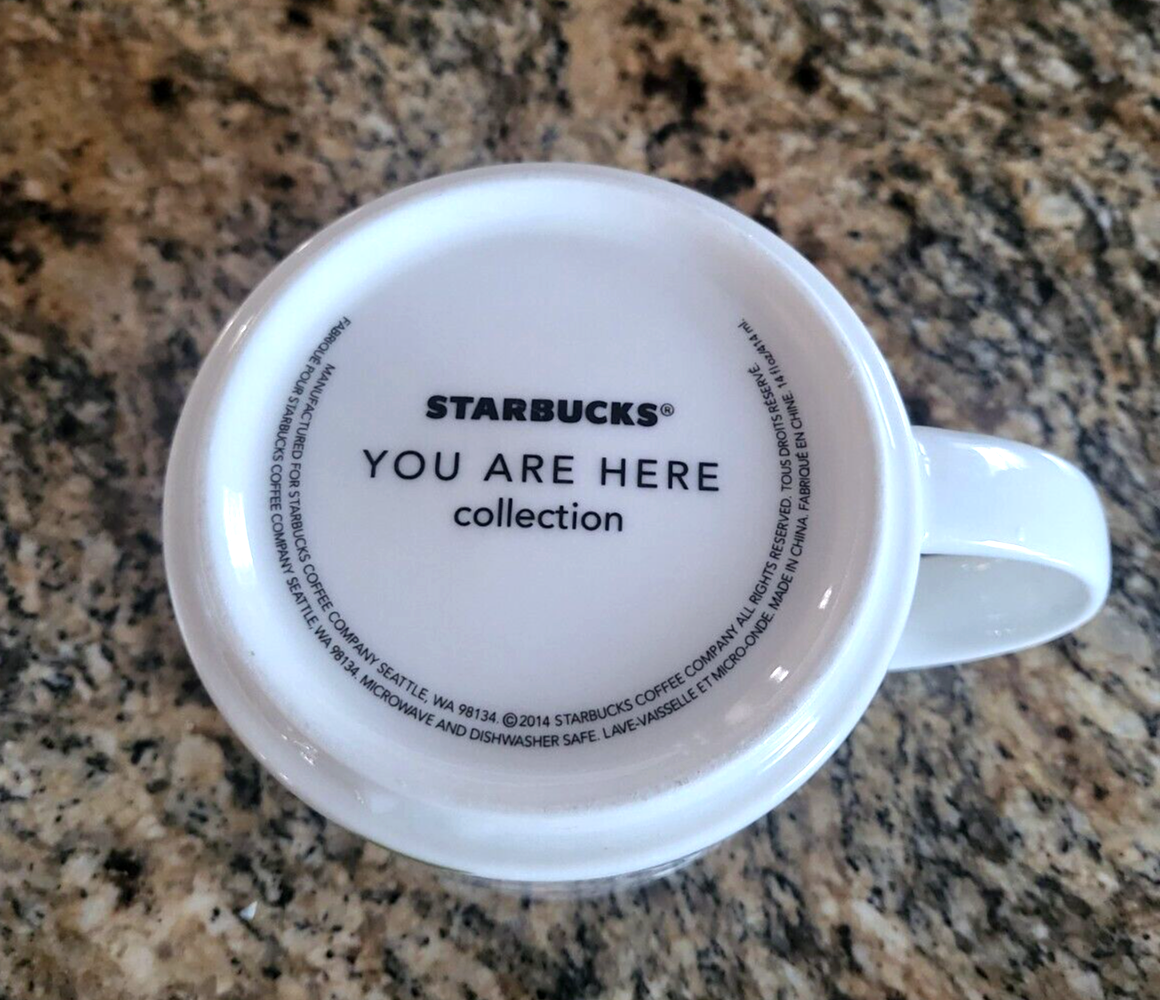 STARBUCKS®
YOU ARE HERE
collection
MANUFACTURED FOR STARBUCKS COFFEE COMPANY SEATTLE, WA 98134. ©2014 STARBUCKS COFFEE COMPANY ALL RIGHTS RESERVED. TOUS DROITS RÉSERVÉ.
FABRIQUÉ POUR STARBUCKS COFFEE COMPANY SEATTLE, WA 98134. MICROWAVE AND DISHWASHER SAFE. LAVE-VAISSELLE ET MICRO-ONDE. MADE IN CHINA. FABRIQUÉ EN CHINE. 14 fl oz/414 ml.